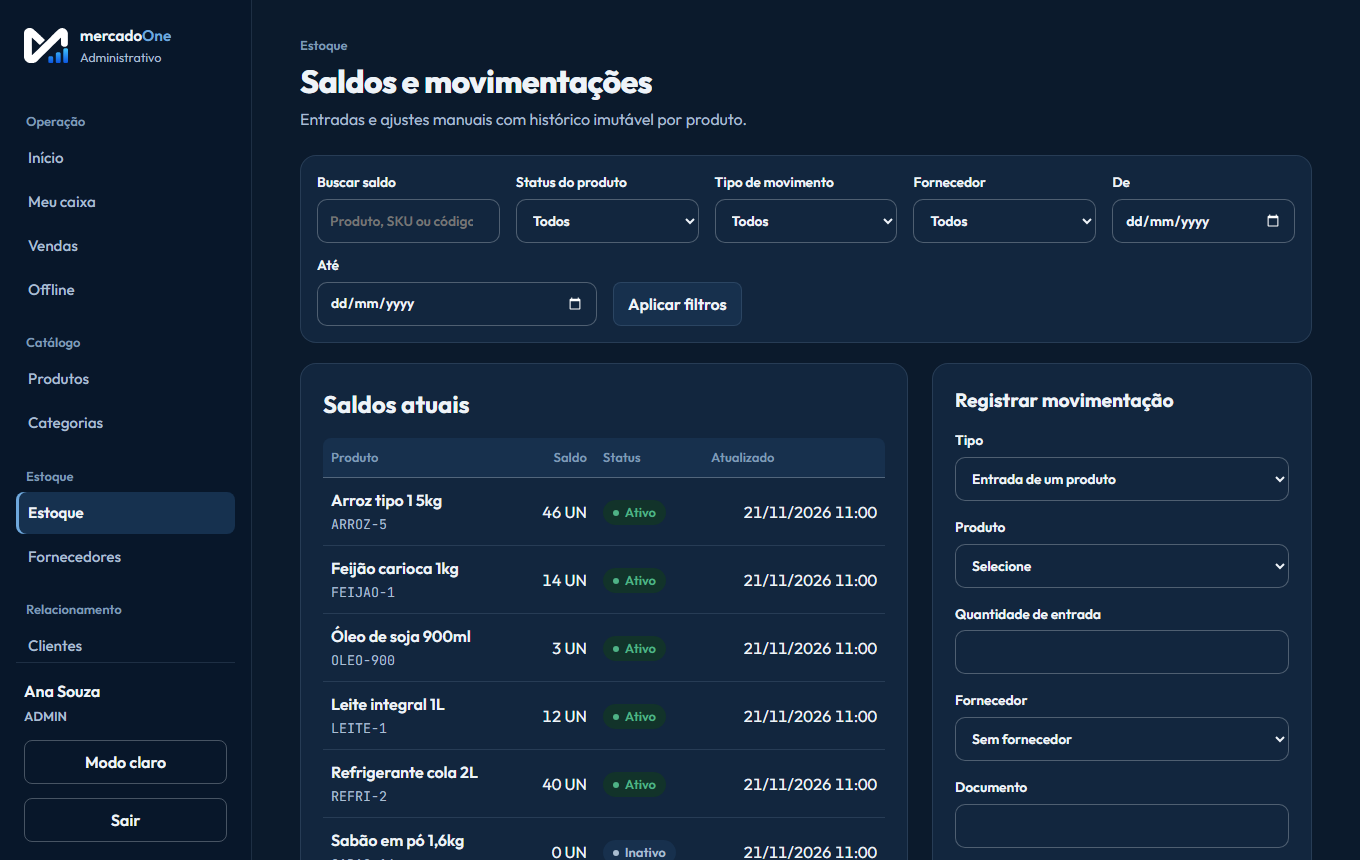 mercadoOne
Administrativo
Operação
Início
Meu caixa
Vendas
Offline
Catálogo
Produtos
Categorias
Estoque
Estoque
Fornecedores
Relacionamento
Clientes
Ana Souza
ADMIN
Modo claro
Sair
Estoque
Saldos e movimentações
Entradas e ajustes manuais com histórico imutável por produto.
Buscar saldo Status do produto Tipo de movimento Fornecedor De
Produto, SKU ou código Todos Todos Todos dd/mm/yyyy
Até
dd/mm/yyyy Aplicar filtros
Saldos atuais
Produto Saldo Status Atualizado
Arroz tipo 1 5kg
ARROZ-5
46 UN Ativo 21/11/2026 11:00
Feijão carioca 1kg
FEIJAO-1
14 UN Ativo 21/11/2026 11:00
Óleo de soja 900ml
OLEO-900
3 UN Ativo 21/11/2026 11:00
Leite integral 1L
LEITE-1
12 UN Ativo 21/11/2026 11:00
Refrigerante cola 2L
REFRI-2
40 UN Ativo 21/11/2026 11:00
Sabão em pó 1,6kg
0 UN Inativo 21/11/2026 11:00
Registrar movimentação
Tipo
Entrada de um produto
Produto
Selecione
Quantidade de entrada
Fornecedor
Sem fornecedor
Documento